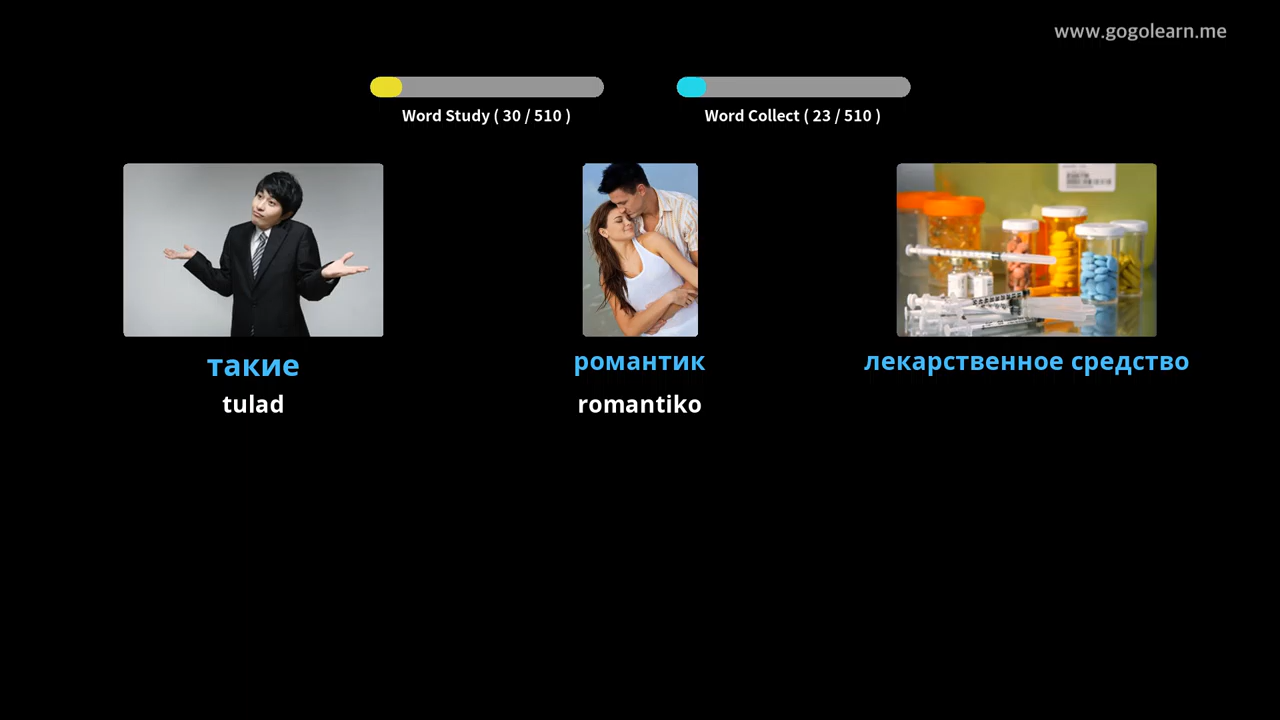 www.gogolearn.me
Word Study ( 30 / 510 )
Word Collect ( 23 / 510 )
такие
tulad
романтик
romantiko
лекарственное средство